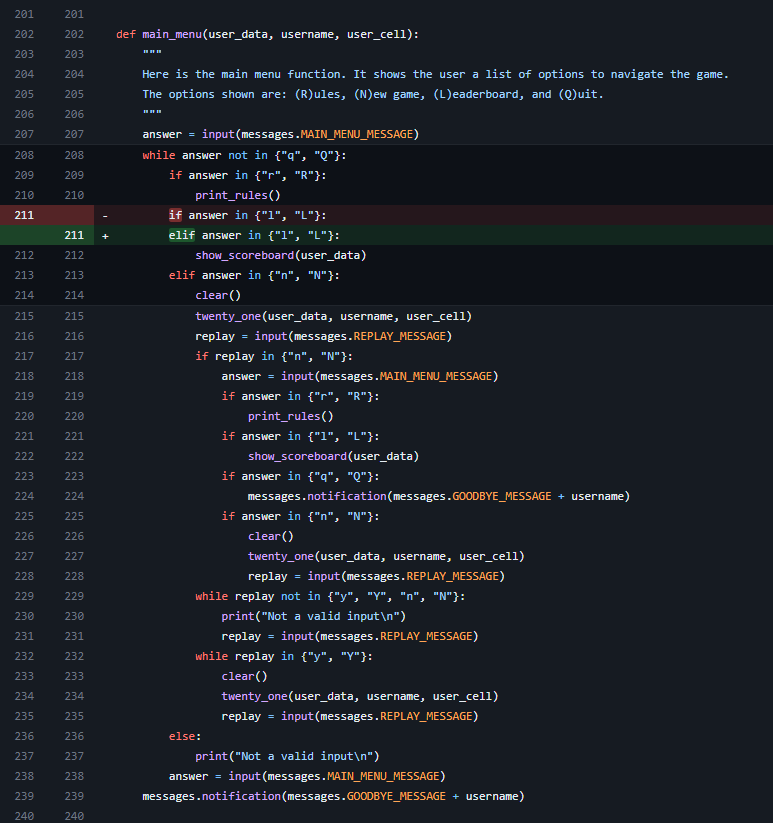 201 201
202 202 def main_menu(user_data, username, user_cell):
203 203 """
204 204 Here is the main menu function. It shows the user a list of options to navigate the game.
205 205 The options shown are: (R)ules, (N)ew game, (L)eaderboard, and (Q)uit.
206 206 """
207 207 answer = input(messages.MAIN_MENU_MESSAGE)
208 208 while answer not in {"q", "Q"}:
209 209 if answer in {"r", "R"}:
210 210 print_rules()
211 - if answer in {"l", "L"}:
211 + elif answer in {"l", "L"}:
212 212 show_scoreboard(user_data)
213 213 elif answer in {"n", "N"}:
214 214 clear()
215 215 twenty_one(user_data, username, user_cell)
216 216 replay = input(messages.REPLAY_MESSAGE)
217 217 if replay in {"n", "N"}:
218 218 answer = input(messages.MAIN_MENU_MESSAGE)
219 219 if answer in {"r", "R"}:
220 220 print_rules()
221 221 if answer in {"l", "L"}:
222 222 show_scoreboard(user_data)
223 223 if answer in {"q", "Q"}:
224 224 messages.notification(messages.GOODBYE_MESSAGE + username)
225 225 if answer in {"n", "N"}:
226 226 clear()
227 227 twenty_one(user_data, username, user_cell)
228 228 replay = input(messages.REPLAY_MESSAGE)
229 229 while replay not in {"y", "Y", "n", "N"}:
230 230 print("Not a valid input\n")
231 231 replay = input(messages.REPLAY_MESSAGE)
232 232 while replay in {"y", "Y"}:
233 233 clear()
234 234 twenty_one(user_data, username, user_cell)
235 235 replay = input(messages.REPLAY_MESSAGE)
236 236 else:
237 237 print("Not a valid input\n")
238 238 answer = input(messages.MAIN_MENU_MESSAGE)
239 239 messages.notification(messages.GOODBYE_MESSAGE + username)
240 240